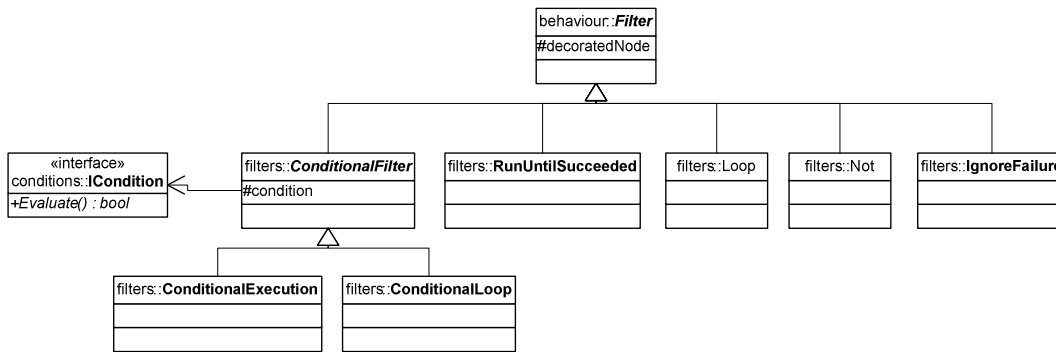 behaviour::Filter
#decoratedNode
«interface»
conditions::ICondition
+Evaluate() : bool
filters::ConditionalFilter
#condition
filters::RunUntilSucceeded
filters::Loop
filters::Not
filters::IgnoreFailure
filters::ConditionalExecution
filters::ConditionalLoop